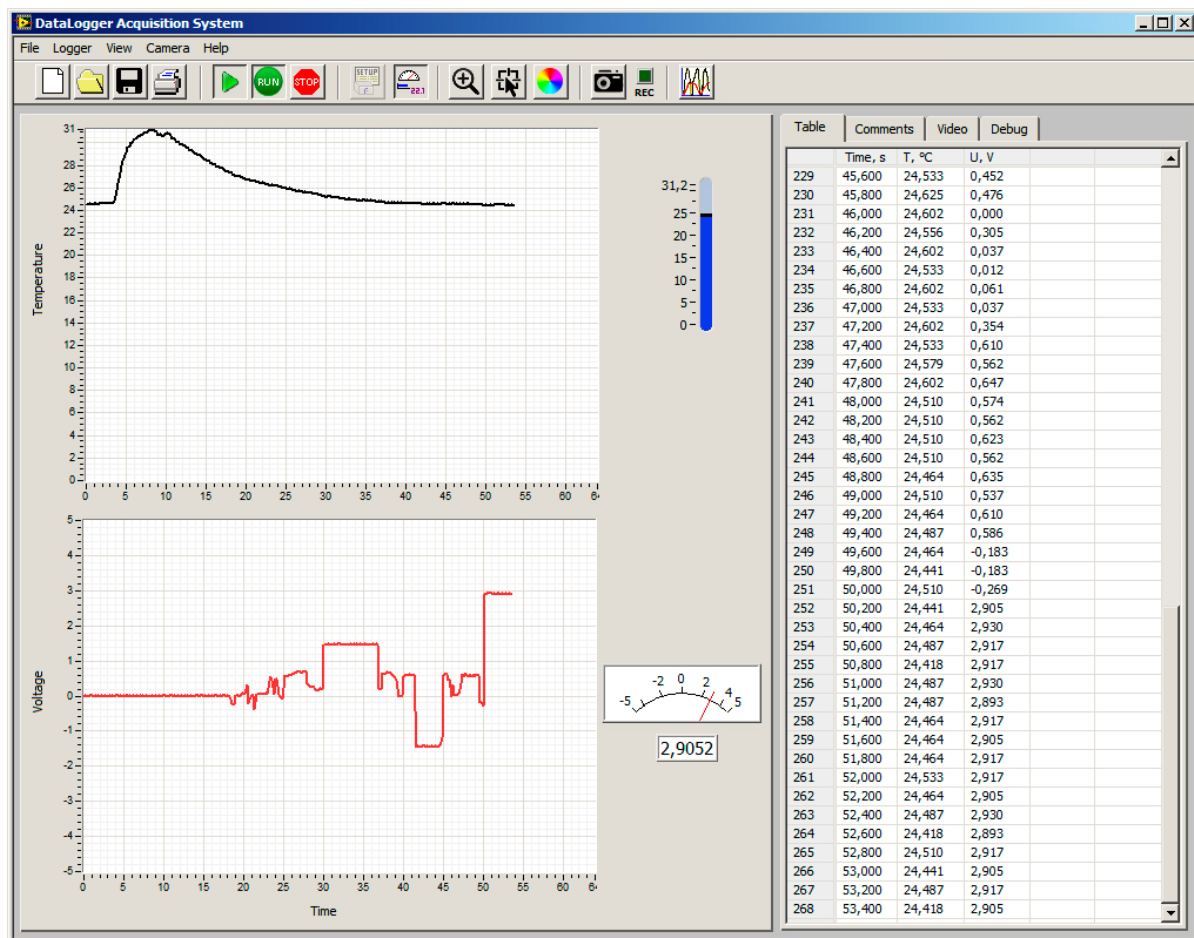 DataLogger Acquisition System
File Logger View Camera Help
RUN STOP SETUP 22.1 REC
31
28
26
24
22
20
18
16
14
12
10
8
6
4
2
0
Temperature
0 5 10 15 20 25 30 35 40 45 50 55 60 64
31,2
25
20
15
10
5
0
5
4
3
2
1
0
-1
-2
-3
-4
-5
Voltage
0 5 10 15 20 25 30 35 40 45 50 55 60 64
Time
-5 -2 0 2 4 5
2,9052
Table Comments Video Debug
Time, s T, °C U, V
229 45,600 24,533 0,452
230 45,800 24,625 0,476
231 46,000 24,602 0,000
232 46,200 24,556 0,305
233 46,400 24,602 0,037
234 46,600 24,533 0,012
235 46,800 24,602 0,061
236 47,000 24,533 0,037
237 47,200 24,602 0,354
238 47,400 24,533 0,610
239 47,600 24,579 0,562
240 47,800 24,602 0,647
241 48,000 24,510 0,574
242 48,200 24,510 0,562
243 48,400 24,510 0,623
244 48,600 24,510 0,562
245 48,800 24,464 0,635
246 49,000 24,510 0,537
247 49,200 24,464 0,610
248 49,400 24,487 0,586
249 49,600 24,464 -0,183
250 49,800 24,441 -0,183
251 50,000 24,510 -0,269
252 50,200 24,441 2,905
253 50,400 24,464 2,930
254 50,600 24,487 2,917
255 50,800 24,418 2,917
256 51,000 24,487 2,930
257 51,200 24,487 2,893
258 51,400 24,464 2,917
259 51,600 24,464 2,905
260 51,800 24,464 2,917
261 52,000 24,533 2,917
262 52,200 24,464 2,905
263 52,400 24,487 2,930
264 52,600 24,418 2,893
265 52,800 24,510 2,917
266 53,000 24,441 2,905
267 53,200 24,487 2,917
268 53,400 24,418 2,905